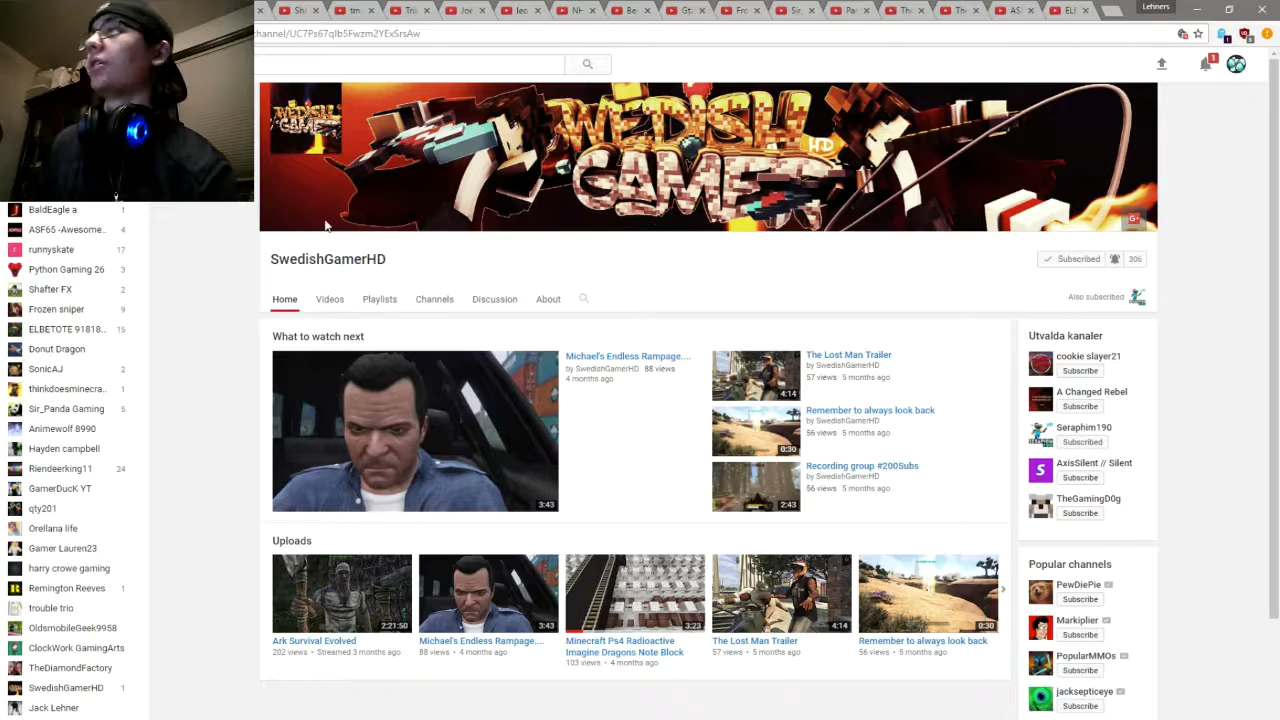 Lehners
channel/UC7Ps67qIb5Fwzm2YExSrsAw
1
WEDISH
HD
GAMER
G+
SwedishGamerHD
Subscribed 306
Home Videos Playlists Channels Discussion About
Also subscribed
What to watch next
Michael's Endless Rampage....
by SwedishGamerHD 88 views
4 months ago
3:43
The Lost Man Trailer
by SwedishGamerHD
57 views 5 months ago
4:14
Remember to always look back
by SwedishGamerHD
56 views 5 months ago
0:30
Recording group #200Subs
by SwedishGamerHD
56 views 5 months ago
2:43
Uploads
2:21:50
Ark Survival Evolved
202 views • Streamed 3 months ago
3:43
Michael's Endless Rampage....
88 views • 4 months ago
3:23
Minecraft Ps4 Radioactive
Imagine Dragons Note Block
103 views • 4 months ago
4:14
The Lost Man Trailer
57 views • 5 months ago
0:30
Remember to always look back
56 views • 5 months ago
Utvalda kanaler
cookie slayer21
Subscribe
A Changed Rebel
Subscribe
Seraphim190
Subscribed
AxisSilent // Silent
Subscribe
TheGamingD0g
Subscribe
Popular channels
PewDiePie
Subscribe
Markiplier
Subscribe
PopularMMOs
Subscribe
jacksepticeye
Subscribe
BaldEagle a 1
ASF65 -Awesome.. 4
runnyskate 17
Python Gaming 26 3
Shafter FX 2
Frozen sniper 9
ELBETOTE 91818... 15
Donut Dragon
SonicAJ 2
thinkdoesminecra.. 1
Sir_Panda Gaming 5
Animewolf 8990
Hayden campbell
Riendeerking11 24
GamerDucK YT
qty201
Orellana life
Gamer Lauren23
harry crowe gaming
Remington Reeves 1
trouble trio
OldsmobileGeek9958
ClockWork GamingArts
TheDiamondFactory
SwedishGamerHD 1
Jack Lehner